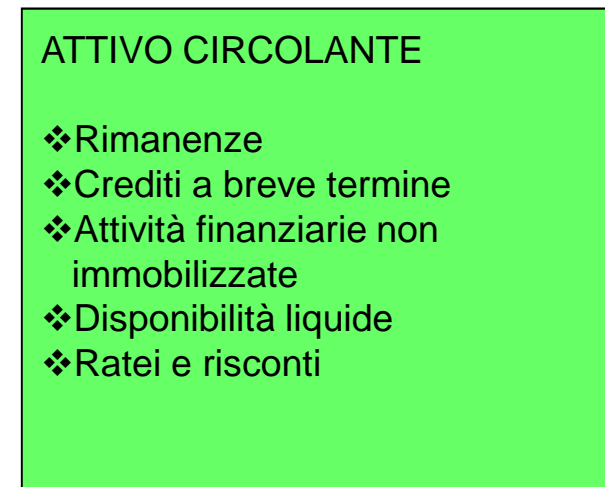 ATTIVO CIRCOLANTE
❖Rimanenze
❖Crediti a breve termine
❖Attività finanziarie non
immobilizzate
❖Disponibilità liquide
❖Ratei e risconti